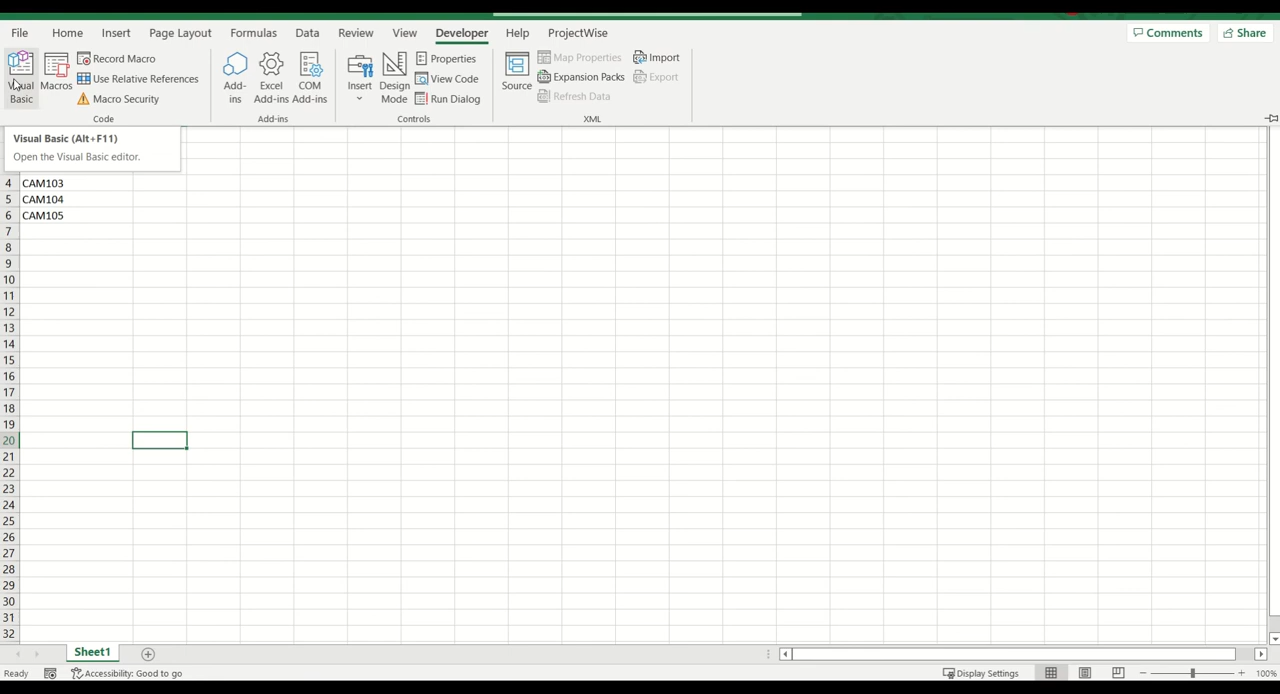 File Home Insert Page Layout Formulas Data Review View Developer Help ProjectWise Comments Share
Visual Basic
Macros
Record Macro
Use Relative References
Macro Security
Code
Add-ins
Excel Add-ins
COM Add-ins
Add-ins
Insert
Design Mode
Properties
View Code
Run Dialog
Controls
Source
Map Properties
Expansion Packs
Refresh Data
Import
Export
XML
Visual Basic (Alt+F11)
Open the Visual Basic editor.
4 CAM103
5 CAM104
6 CAM105
7
8
9
10
11
12
13
14
15
16
17
18
19
20
21
22
23
24
25
26
27
28
29
30
31
32
Sheet1
Ready Accessibility: Good to go Display Settings 100%